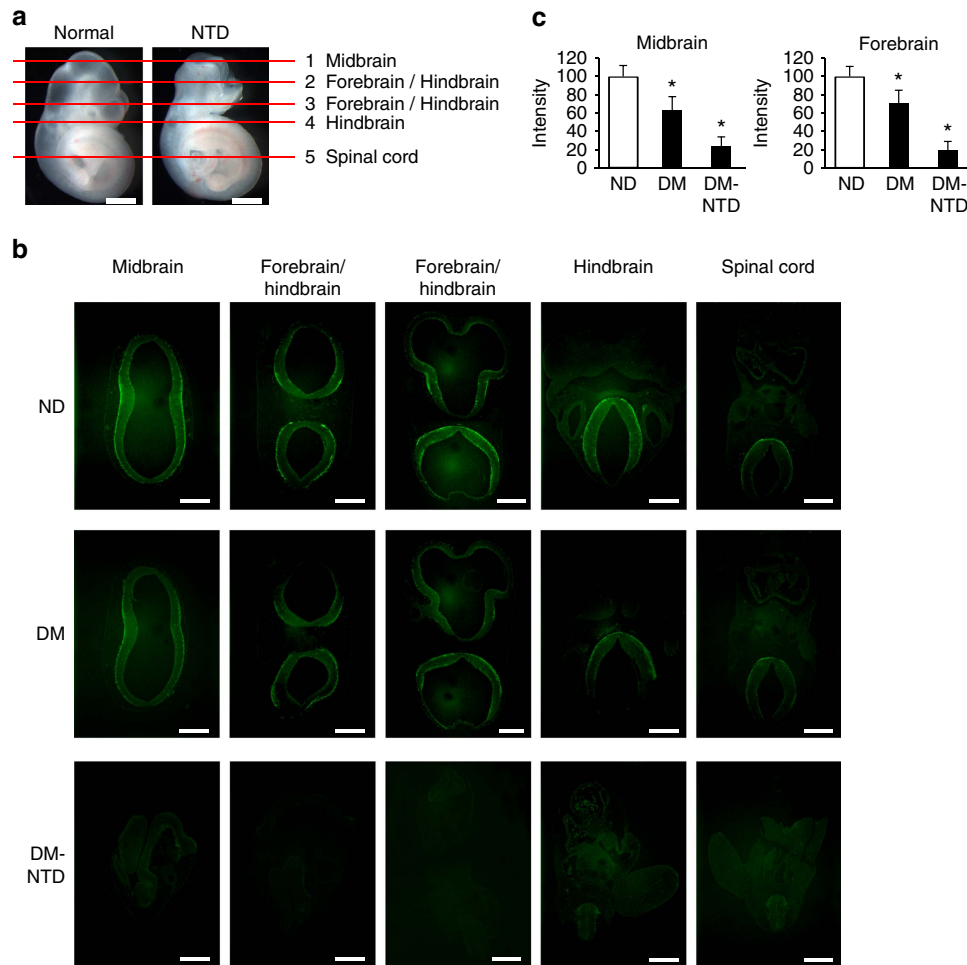 a
Normal
NTD
1 Midbrain
2 Forebrain / Hindbrain
3 Forebrain / Hindbrain
4 Hindbrain
5 Spinal cord
c
Midbrain
Intensity
120
100
80
60
40
20
0
*
*
ND
DM
DM-
NTD
Forebrain
Intensity
120
100
80
60
40
20
0
*
*
ND
DM
DM-
NTD
b
Midbrain
Forebrain/
hindbrain
Forebrain/
hindbrain
Hindbrain
Spinal cord
ND
DM
DM-
NTD